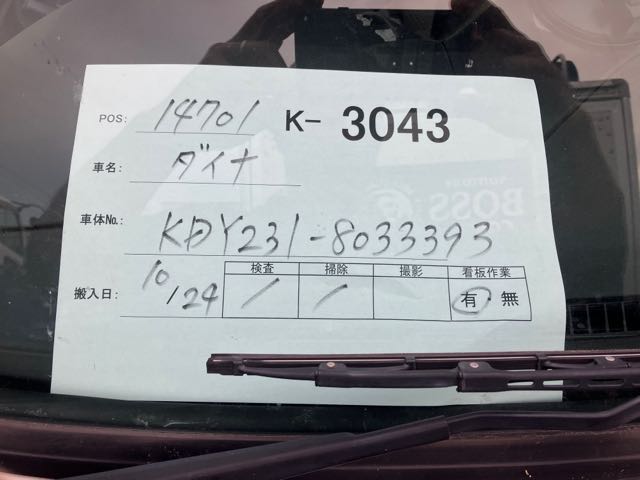 POS: 14701 K- 3043
車名: ダイナ
車体No.: KDY231-8033393
検査 掃除 撮影 看板作業
搬入日: 10/24 / / 有・無
BOSS